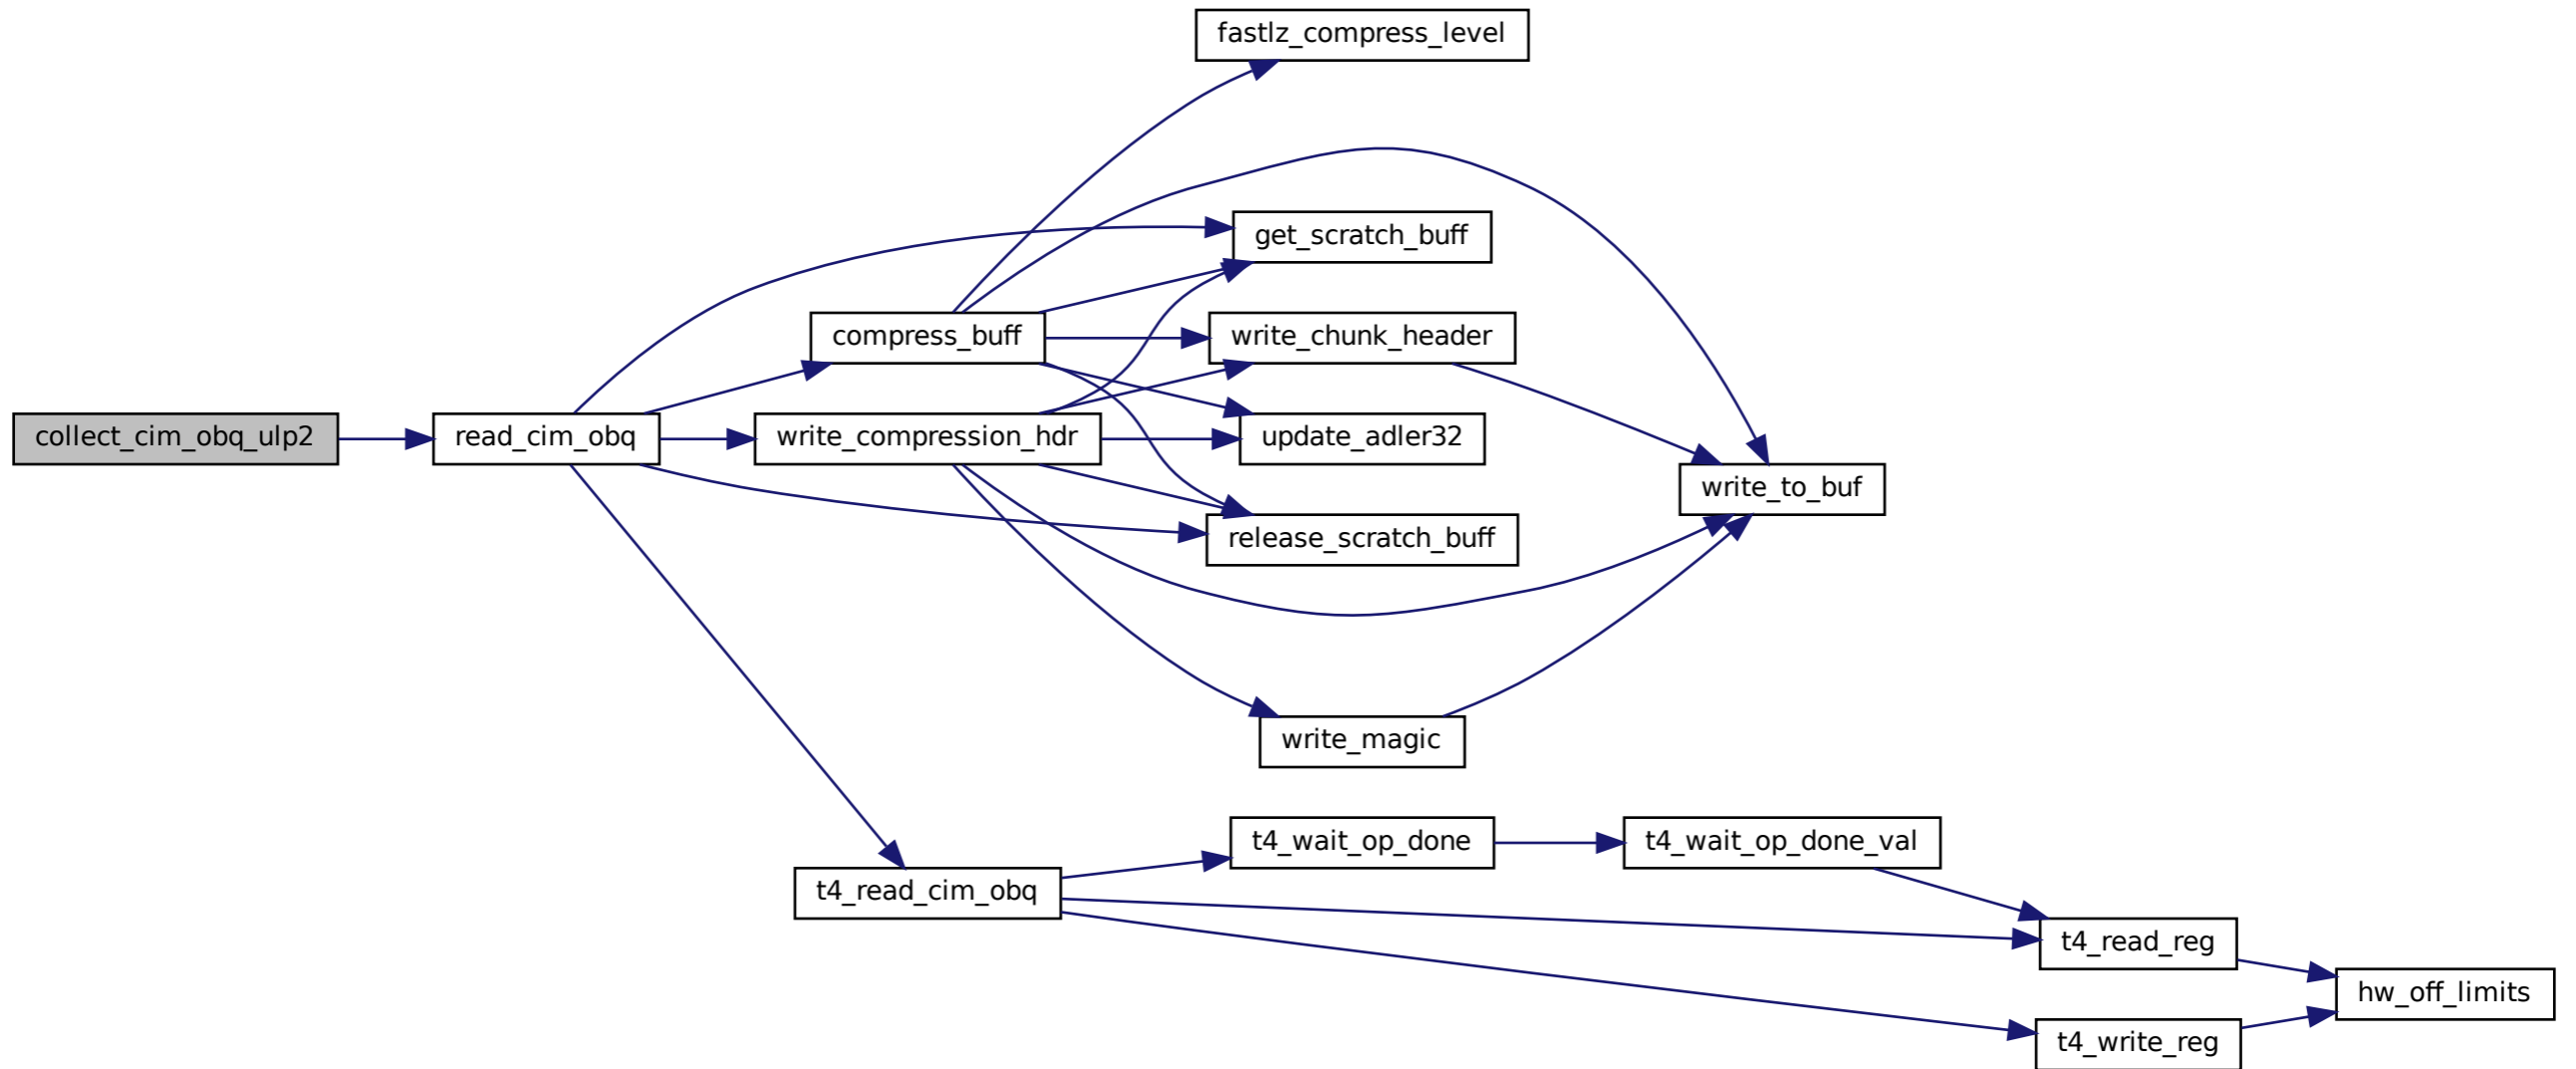 fastlz_compress_level
get_scratch_buff
compress_buff
write_chunk_header
collect_cim_obq_ulp2
read_cim_obq
write_compression_hdr
update_adler32
write_to_buf
release_scratch_buff
write_magic
t4_wait_op_done
t4_wait_op_done_val
t4_read_cim_obq
t4_read_reg
hw_off_limits
t4_write_reg